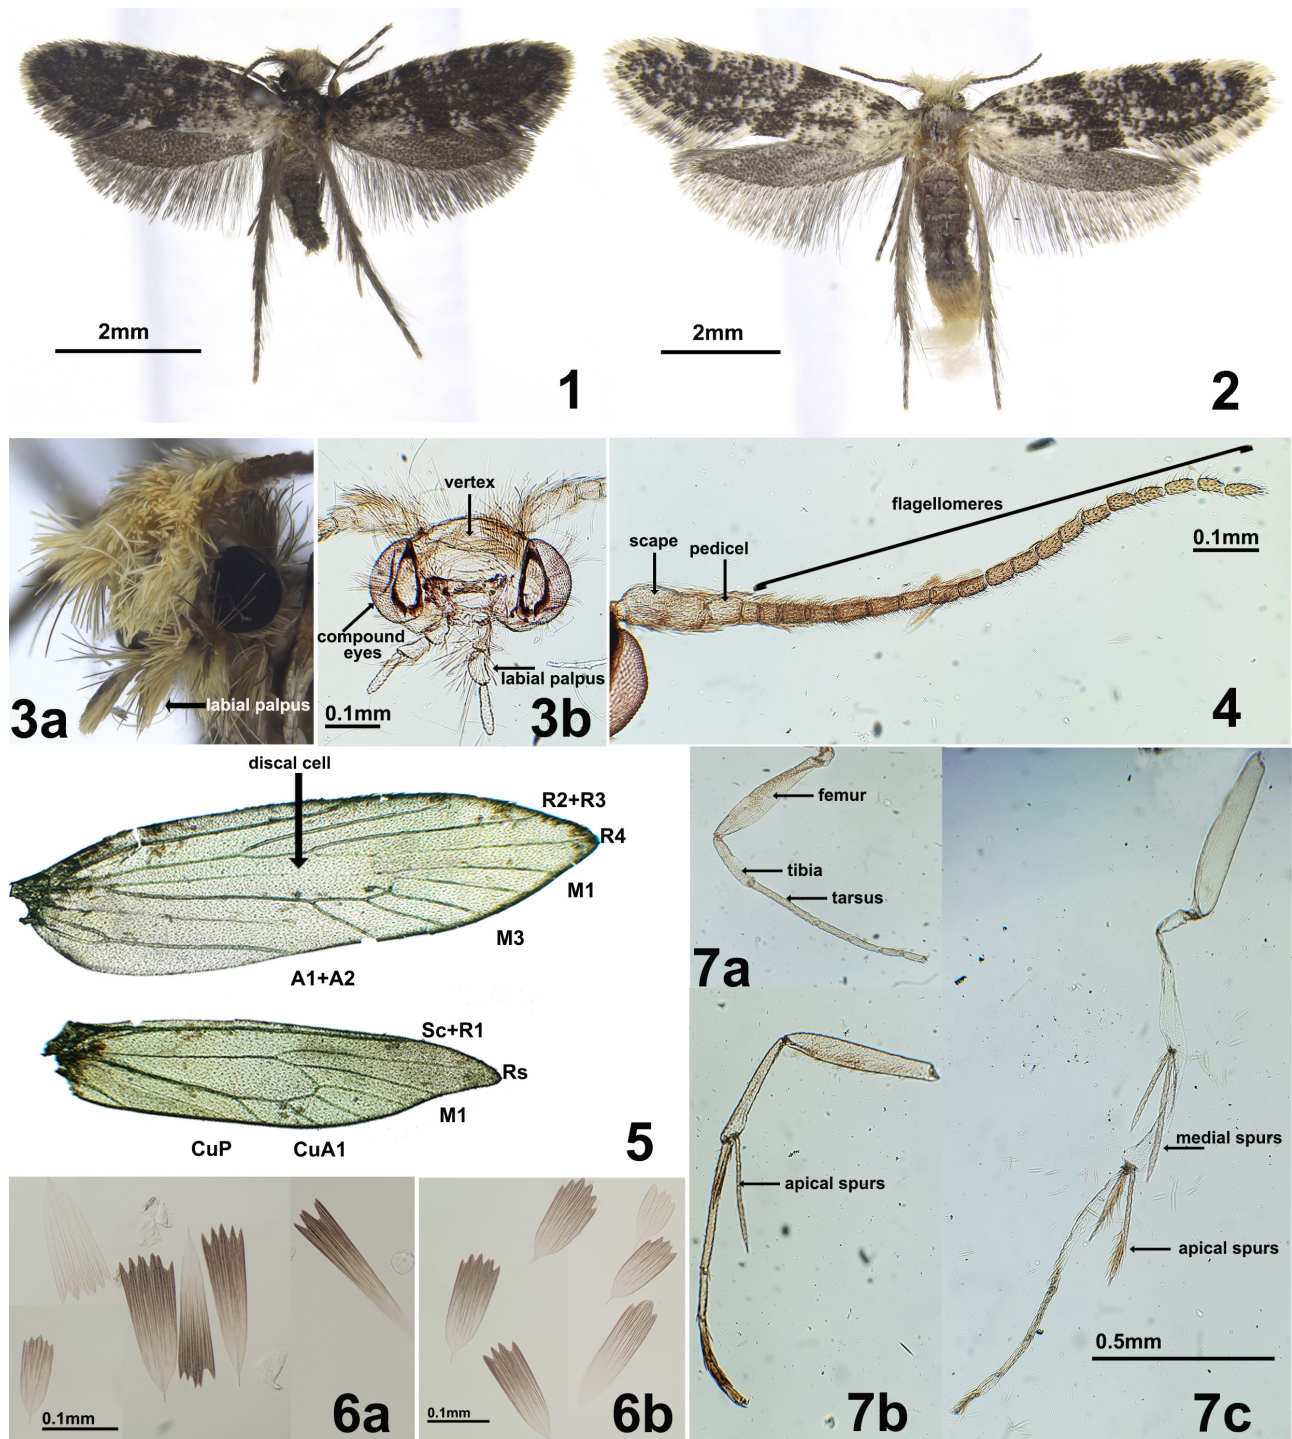 2mm
1
2mm
2
labial palpus
3a
vertex
compound
eyes
labial palpus
0.1mm
3b
flagellomeres
scape
pedicel
0.1mm
4
discal cell
R2+R3
R4
M1
M3
A1+A2
Sc+R1
Rs
M1
CuP
CuA1
5
0.1mm
6a
0.1mm
6b
femur
tibia
tarsus
7a
apical spurs
7b
medial spurs
apical spurs
0.5mm
7c